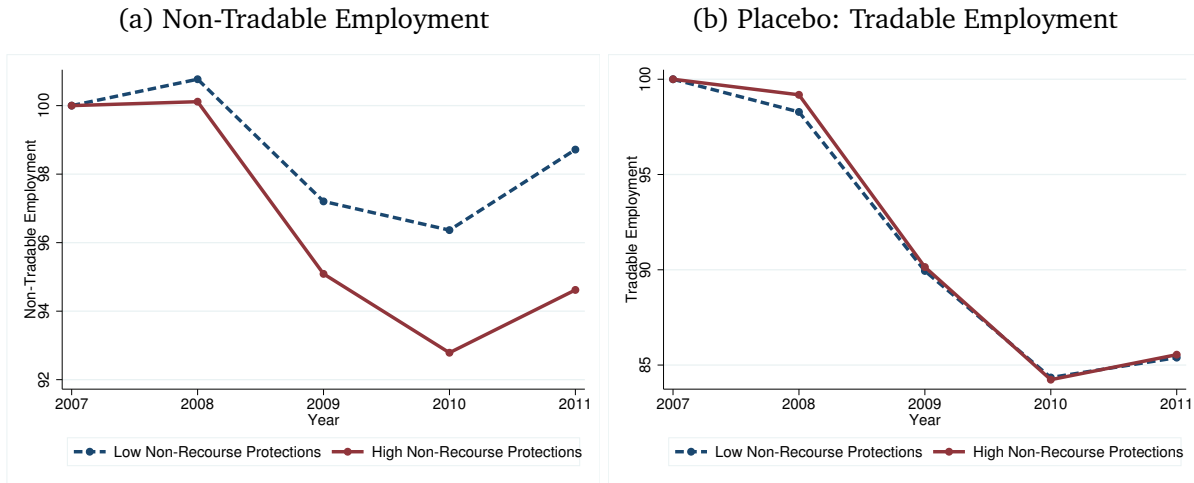 (a) Non-Tradable Employment
Non-Tradable Employment
100
98
96
94
92
2007 2008 2009 2010 2011
Year
Low Non-Recourse Protections High Non-Recourse Protections
(b) Placebo: Tradable Employment
Tradable Employment
100
95
90
85
2007 2008 2009 2010 2011
Year
Low Non-Recourse Protections High Non-Recourse Protections